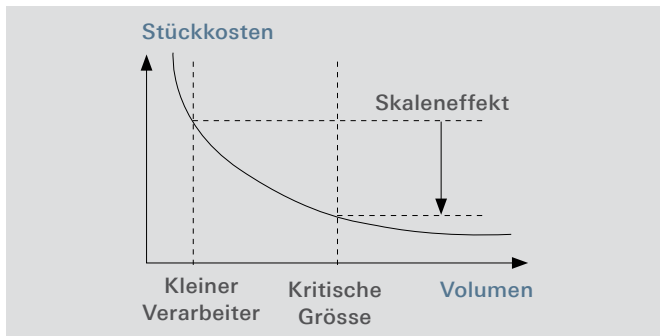 Stückkosten
Skaleneffekt
Kleiner
Verarbeiter
Kritische
Grösse
Volumen